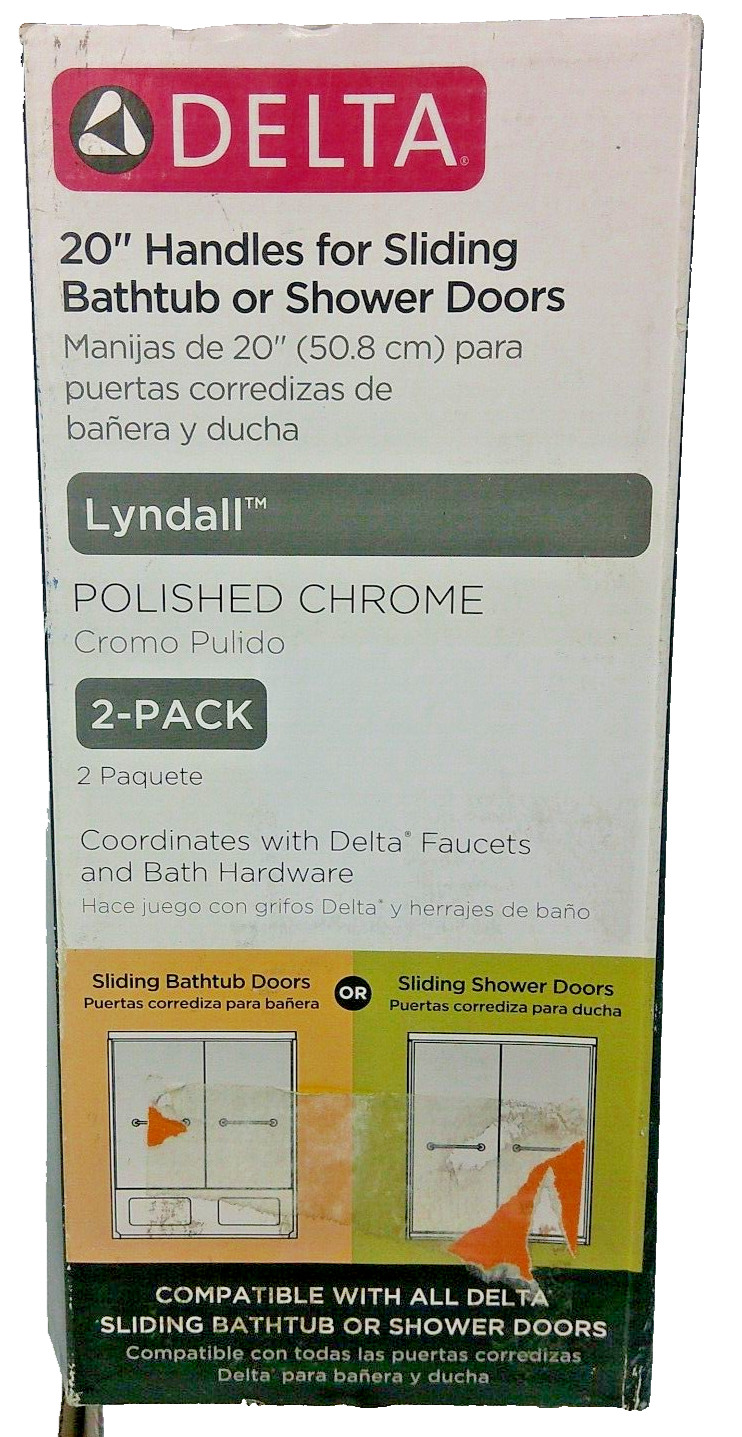 DELTA®
20" Handles for Sliding
Bathtub or Shower Doors
Manijas de 20" (50.8 cm) para
puertas corredizas de
bañera y ducha
Lyndall™
POLISHED CHROME
Cromo Pulido
2-PACK
2 Paquete
Coordinates with Delta® Faucets
and Bath Hardware
Hace juego con grifos Delta® y herrajes de baño
Sliding Bathtub Doors
Puertas corrediza para bañera
OR
Sliding Shower Doors
Puertas corrediza para ducha
COMPATIBLE WITH ALL DELTA®
SLIDING BATHTUB OR SHOWER DOORS
Compatible con todas las puertas corredizas
Delta® para bañera y ducha